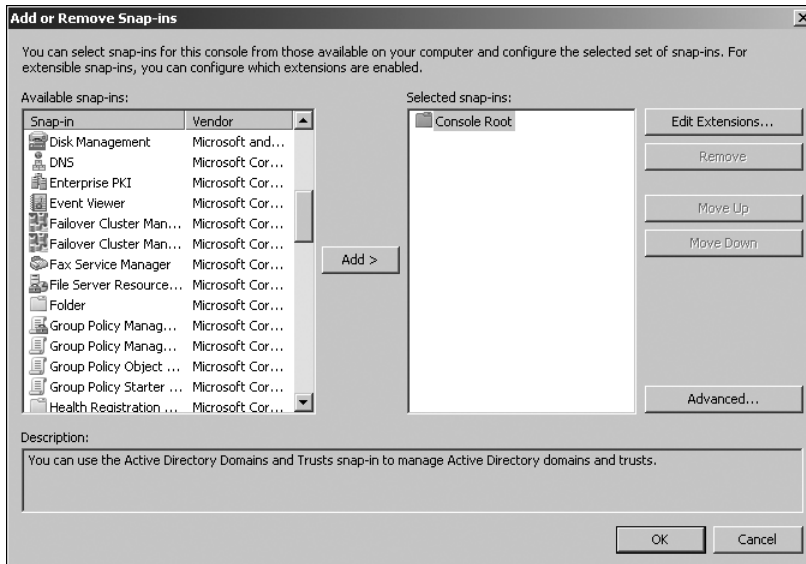 Add or Remove Snap-ins
You can select snap-ins for this console from those available on your computer and configure the selected set of snap-ins. For
extensible snap-ins, you can configure which extensions are enabled.
Available snap-ins:
Snap-in Vendor
Disk Management Microsoft and...
DNS Microsoft Cor...
Enterprise PKI Microsoft Cor...
Event Viewer Microsoft Cor...
Failover Cluster Man... Microsoft Cor...
Failover Cluster Man... Microsoft Cor...
Fax Service Manager Microsoft Cor...
File Server Resource... Microsoft Cor...
Folder Microsoft Cor...
Group Policy Manag... Microsoft Cor...
Group Policy Manag... Microsoft Cor...
Group Policy Object ... Microsoft Cor...
Group Policy Starter ... Microsoft Cor...
Health Registration ... Microsoft Cor...
Add >
Selected snap-ins:
Console Root
Edit Extensions...
Remove
Move Up
Move Down
Advanced...
Description:
You can use the Active Directory Domains and Trusts snap-in to manage Active Directory domains and trusts.
OK
Cancel